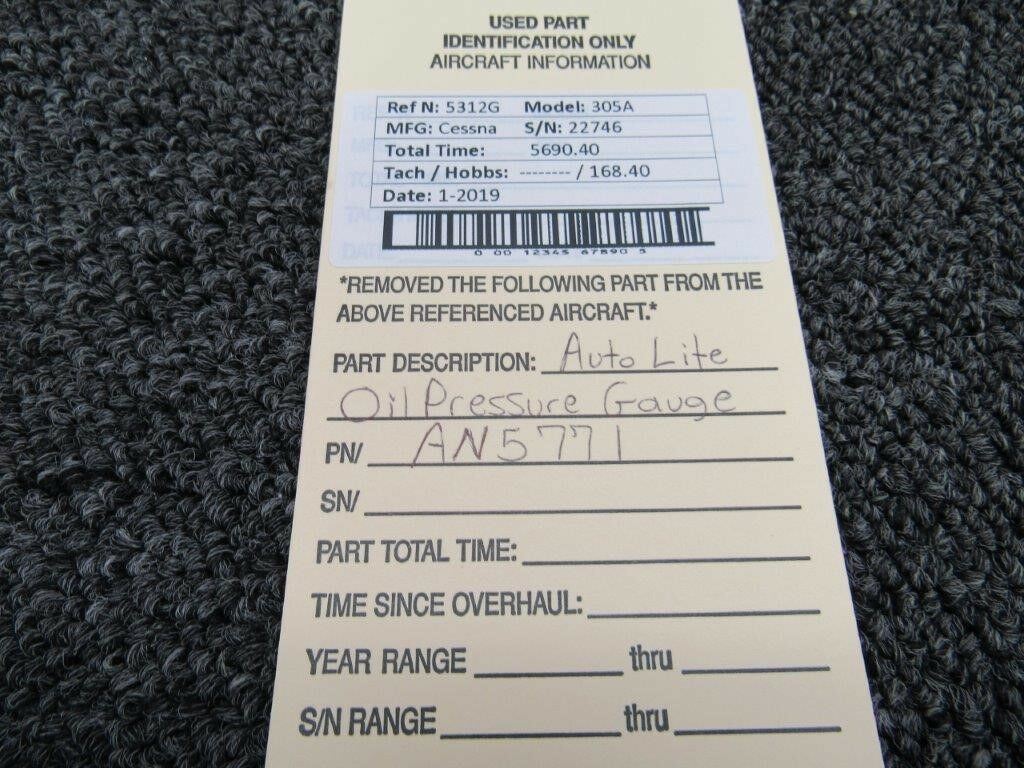 USED PART
IDENTIFICATION ONLY
AIRCRAFT INFORMATION
Ref N: 5312G Model: 305A
MFG: Cessna S/N: 22746
Total Time: 5690.40
Tach / Hobbs: -------- / 168.40
Date: 1-2019
0 00 12345 67890 5
*REMOVED THE FOLLOWING PART FROM THE
ABOVE REFERENCED AIRCRAFT.*
PART DESCRIPTION: Auto Lite
Oil Pressure Gauge
PN/ AN5771
SN/
PART TOTAL TIME:
TIME SINCE OVERHAUL:
YEAR RANGE thru
S/N RANGE thru